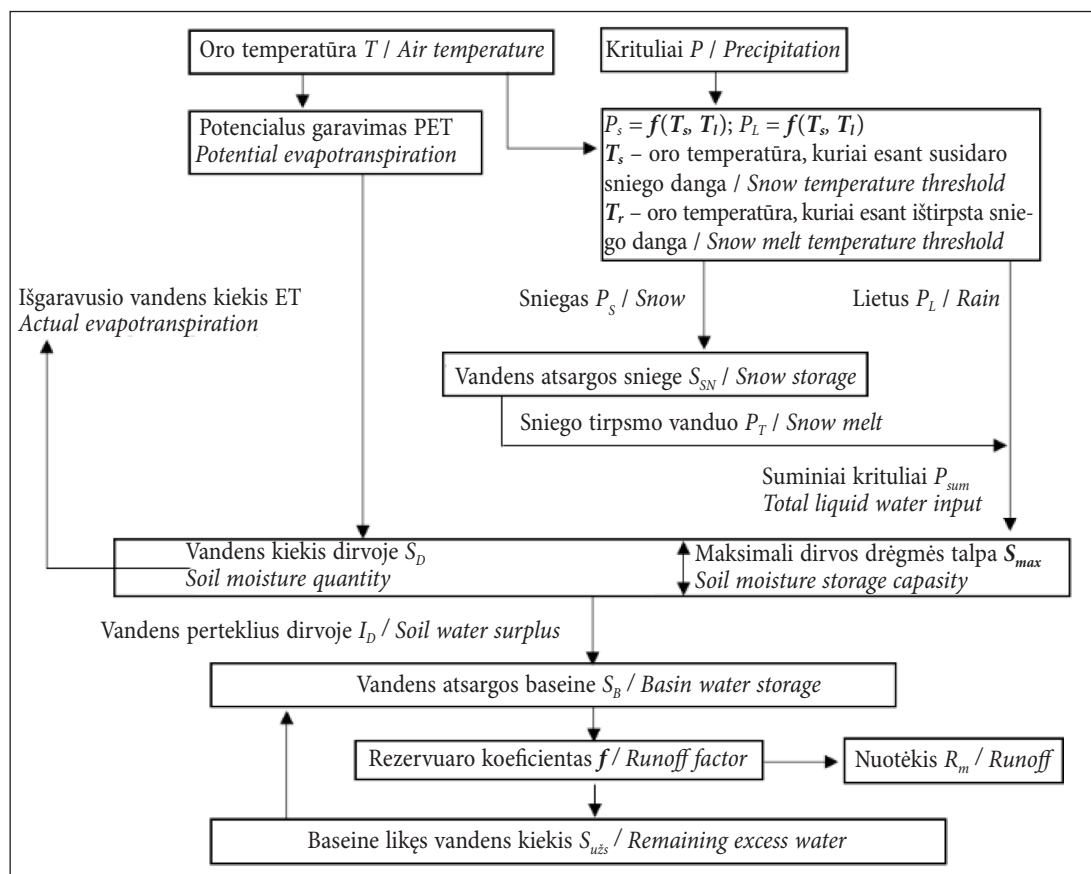 Oro temperatūra T / Air temperature
Krituliai P / Precipitation
Potencialus garavimas PET
Potential evapotranspiration
P_s = f(T_s, T_l); P_L = f(T_s, T_l)
T_s – oro temperatūra, kuriai esant susidaro
sniego danga / Snow temperature threshold
T_r – oro temperatūra, kuriai esant ištirpsta snie-
go danga / Snow melt temperature threshold
Išgaravusio vandens kiekis ET
Actual evapotranspiration
Sniegas P_S / Snow
Lietus P_L / Rain
Vandens atsargos sniege S_SN / Snow storage
Sniego tirpsmo vanduo P_T / Snow melt
Suminiai krituliai P_sum
Total liquid water input
Vandens kiekis dirvoje S_D
Soil moisture quantity
Maksimali dirvos drėgmės talpa S_max
Soil moisture storage capasity
Vandens perteklius dirvoje I_D / Soil water surplus
Vandens atsargos baseine S_B / Basin water storage
Rezervuaro koeficientas f / Runoff factor
Nuotėkis R_m / Runoff
Baseine likęs vandens kiekis S_užs / Remaining excess water